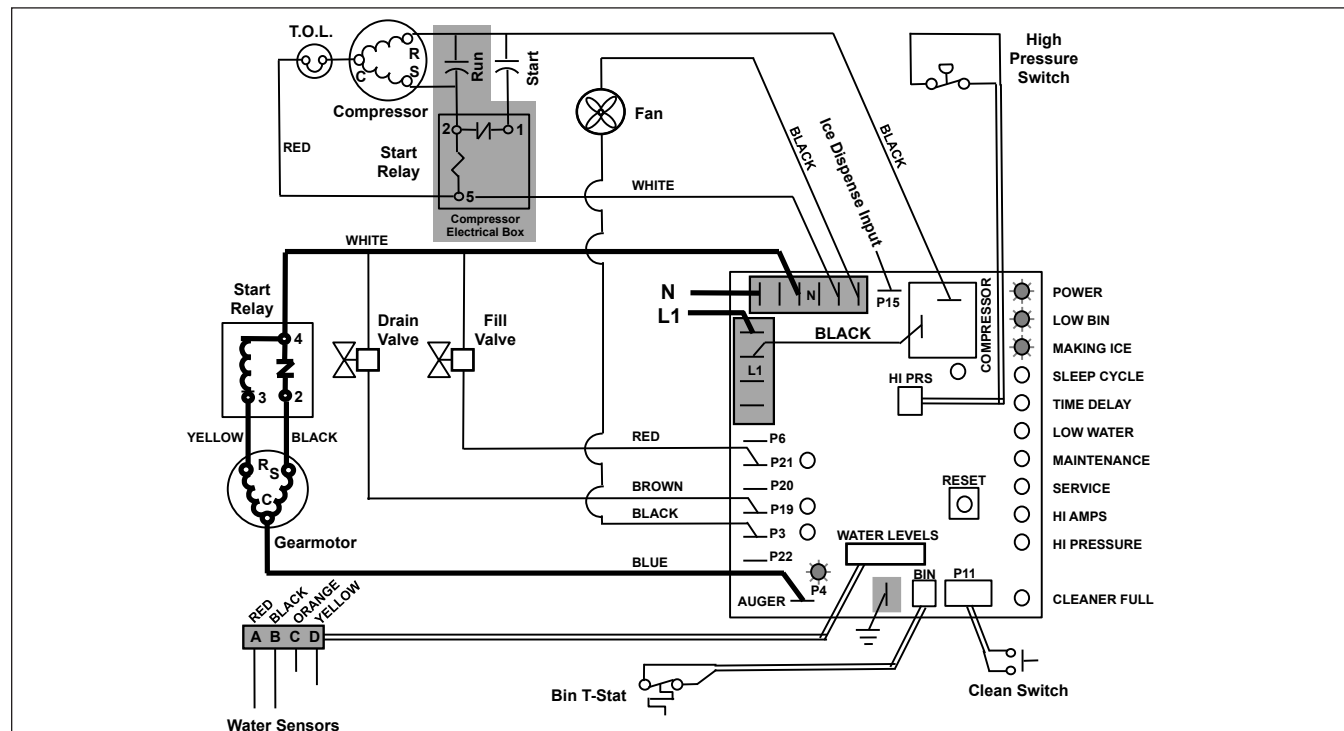 T.O.L.
R
S
C
Compressor
Run
Start
2
1
5
Start
Relay
Compressor
Electrical Box
RED
WHITE
Fan
BLACK
Ice Dispense Input
BLACK
High
Pressure
Switch
WHITE
Start
Relay
4
3
2
YELLOW
BLACK
R
S
C
Gearmotor
Drain
Valve
Fill
Valve
N
L1
N
P15
BLACK
L1
COMPRESSOR
HI PRS
POWER
LOW BIN
MAKING ICE
SLEEP CYCLE
TIME DELAY
LOW WATER
MAINTENANCE
SERVICE
HI AMPS
HI PRESSURE
CLEANER FULL
RED
P6
P21
BROWN
P20
P19
BLACK
P3
P22
BLUE
P4
AUGER
RESET
WATER LEVELS
BIN
P11
RED
BLACK
ORANGE
YELLOW
A B C D
Water Sensors
Bin T-Stat
Clean Switch